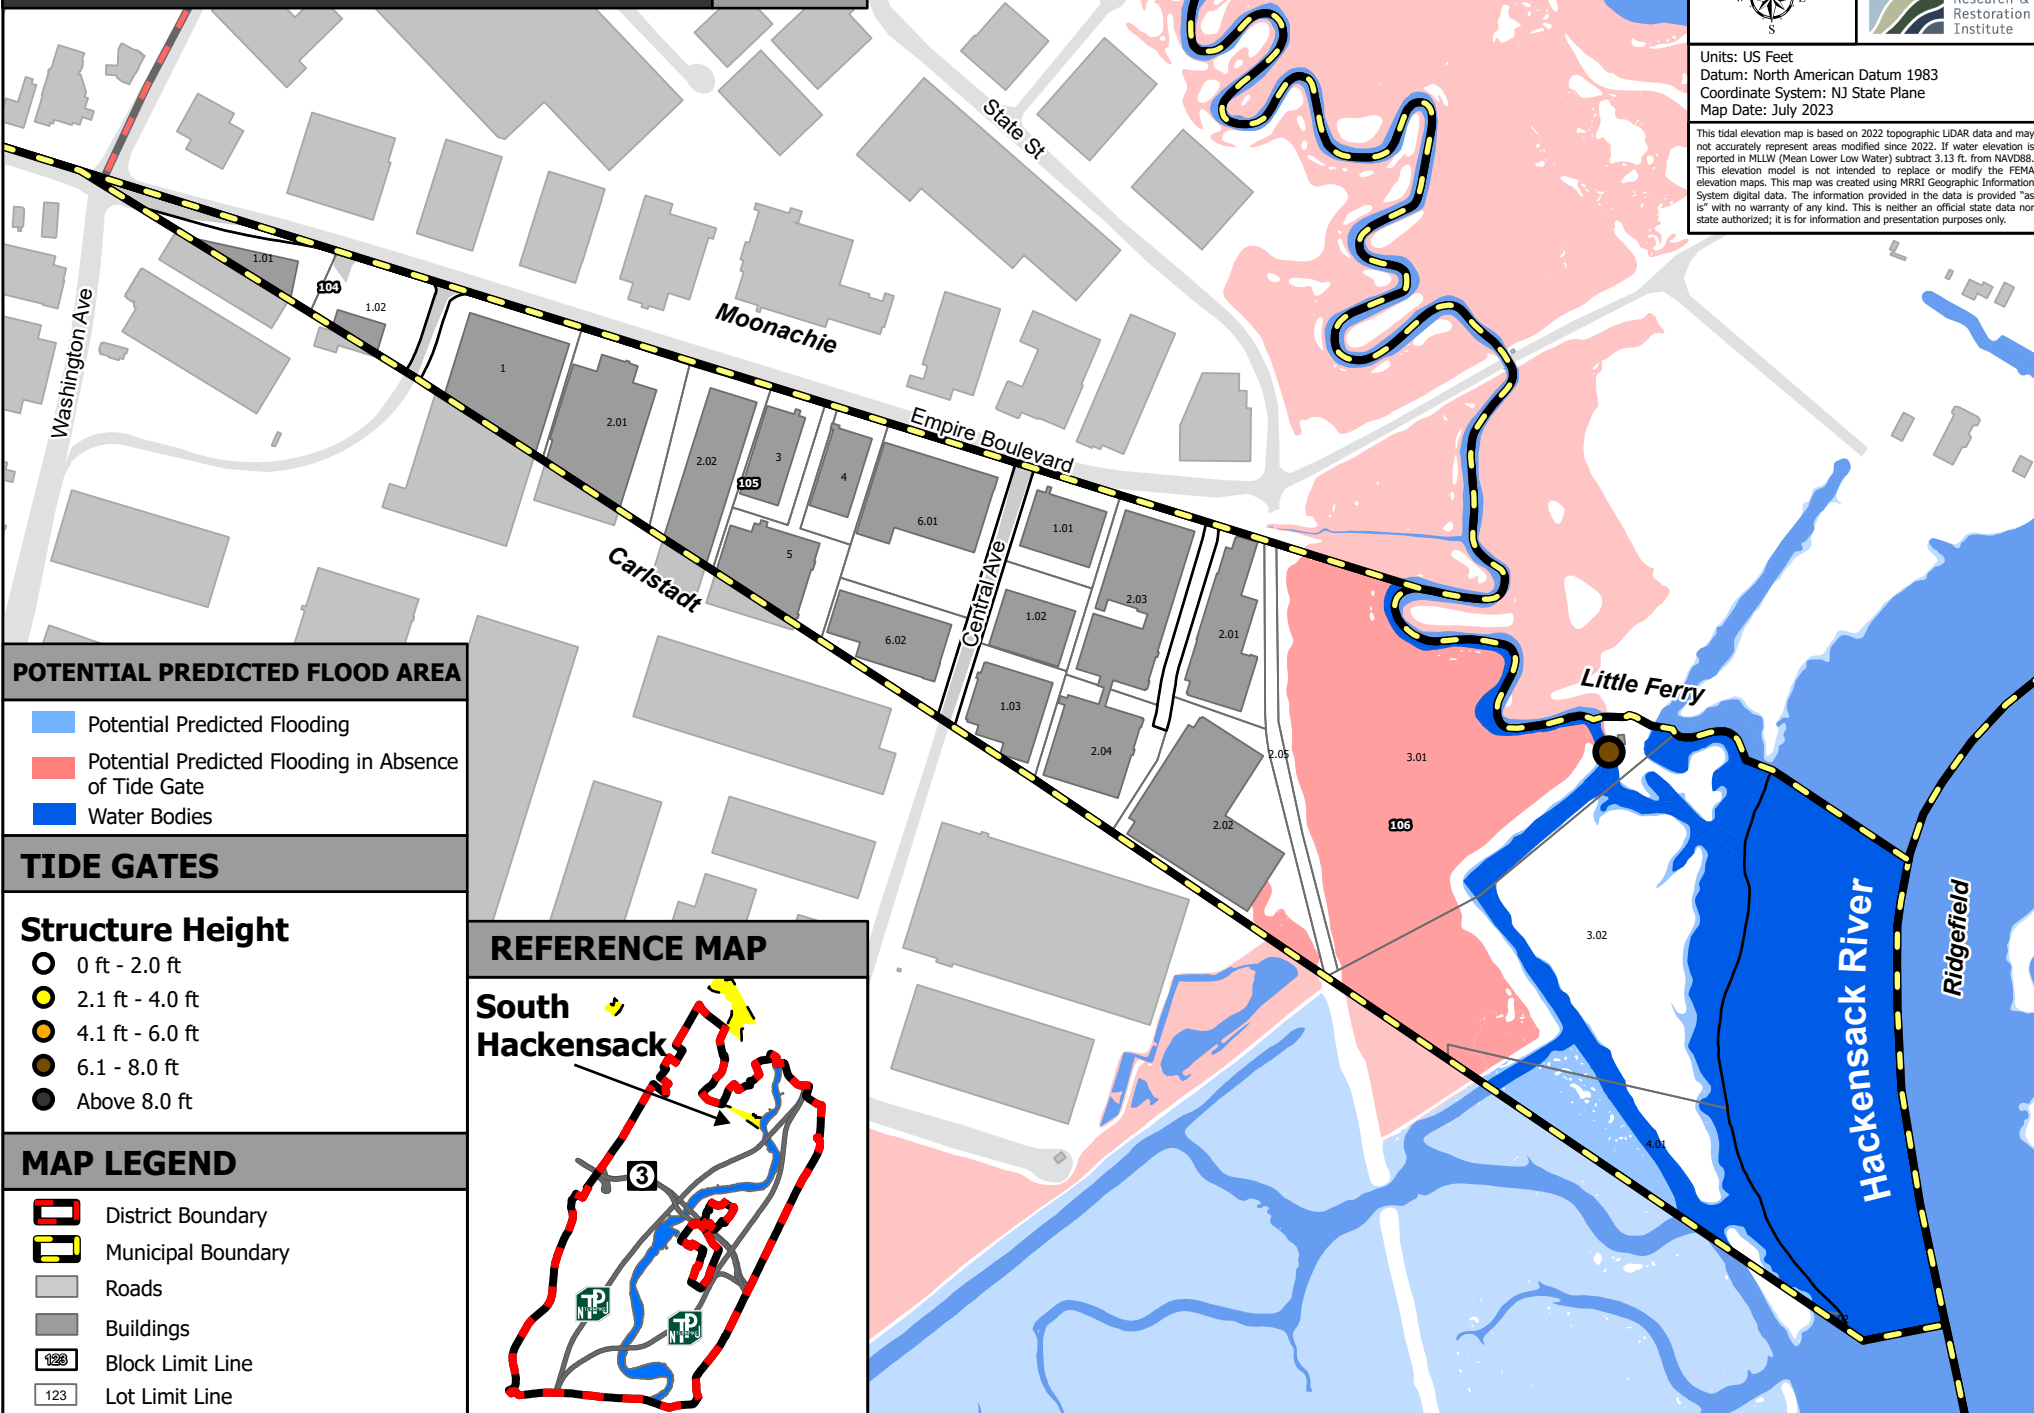 S
Research &
Restoration
Institute
Units: US Feet
Datum: North American Datum 1983
Coordinate System: NJ State Plane
Map Date: July 2023
This tidal elevation map is based on 2022 topographic LiDAR data and may
not accurately represent areas modified since 2022. If water elevation is
reported in MLLW (Mean Lower Low Water) subtract 3.13 ft. from NAVD88.
This elevation model is not intended to replace or modify the FEMA
elevation maps. This map was created using MRRI Geographic Information
System digital data. The information provided in the data is provided "as
is" with no warranty of any kind. This is neither an official state data nor
state authorized; it is for information and presentation purposes only.
State St
Washington Ave
1.01
104
1.02
Moonachie
1
2.01
2.02
3
105
4
5
6.01
6.02
Empire Boulevard
Carlstadt
Central Ave
1.01
1.02
1.03
2.03
2.04
2.01
2.02
2.05
3.01
106
Little Ferry
3.02
4.01
Hackensack River
Ridgefield
POTENTIAL PREDICTED FLOOD AREA
Potential Predicted Flooding
Potential Predicted Flooding in Absence
of Tide Gate
Water Bodies
TIDE GATES
Structure Height
0 ft - 2.0 ft
2.1 ft - 4.0 ft
4.1 ft - 6.0 ft
6.1 - 8.0 ft
Above 8.0 ft
MAP LEGEND
District Boundary
Municipal Boundary
Roads
Buildings
123 Block Limit Line
123 Lot Limit Line
REFERENCE MAP
South
Hackensack
3